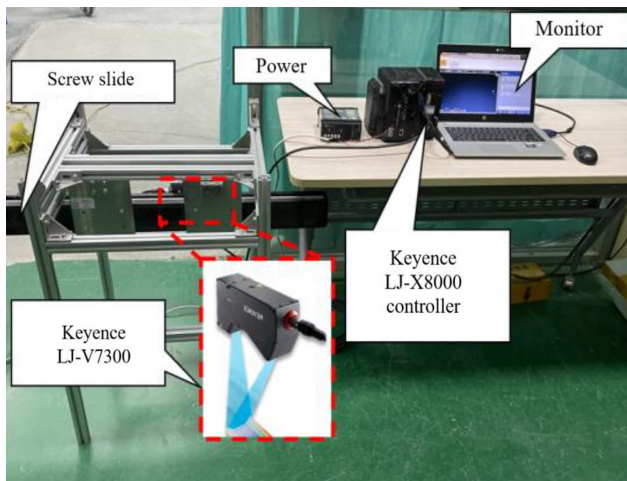 Monitor
Power
Screw slide
Keyence
LJ-X8000
controller
Keyence
LJ-V7300